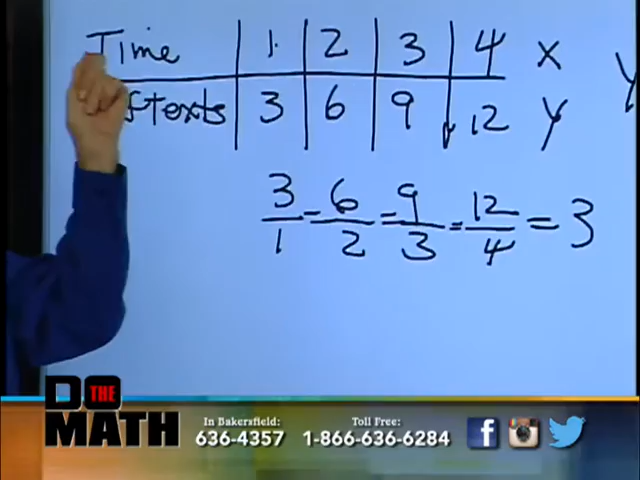 Time 1 2 3 4 x y
texts 3 6 9 12 y
3/1 = 6/2 = 9/3 = 12/4 = 3
DO THE MATH
In Bakersfield: Toll Free:
636-4357 1-866-636-6284